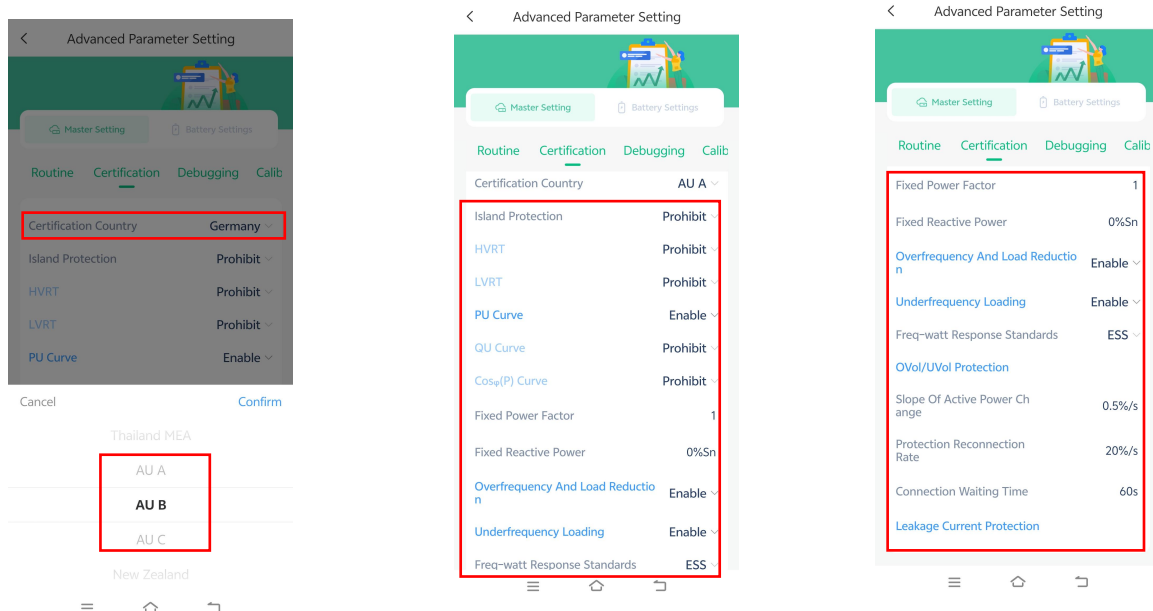 Advanced Parameter Setting
Master Setting
Battery Settings
Routine Certification Debugging Calib
Certification Country Germany
Island Protection Prohibit
HVRT Prohibit
LVRT Prohibit
PU Curve Enable
Cancel Confirm
Thailand MEA
AU A
AU B
AU C
New Zealand
Advanced Parameter Setting
Master Setting
Battery Settings
Routine Certification Debugging Calib
Certification Country AU A
Island Protection Prohibit
HVRT Prohibit
LVRT Prohibit
PU Curve Enable
QU Curve Prohibit
Cosφ(P) Curve Prohibit
Fixed Power Factor 1
Fixed Reactive Power 0%Sn
Overfrequency And Load Reductio
n Enable
Underfrequency Loading Enable
Freq-watt Response Standards ESS
Advanced Parameter Setting
Master Setting
Battery Settings
Routine Certification Debugging Calib
Fixed Power Factor 1
Fixed Reactive Power 0%Sn
Overfrequency And Load Reductio
n Enable
Underfrequency Loading Enable
Freq-watt Response Standards ESS
OVol/UVol Protection
Slope Of Active Power Ch
ange 0.5%/s
Protection Reconnection
Rate 20%/s
Connection Waiting Time 60s
Leakage Current Protection